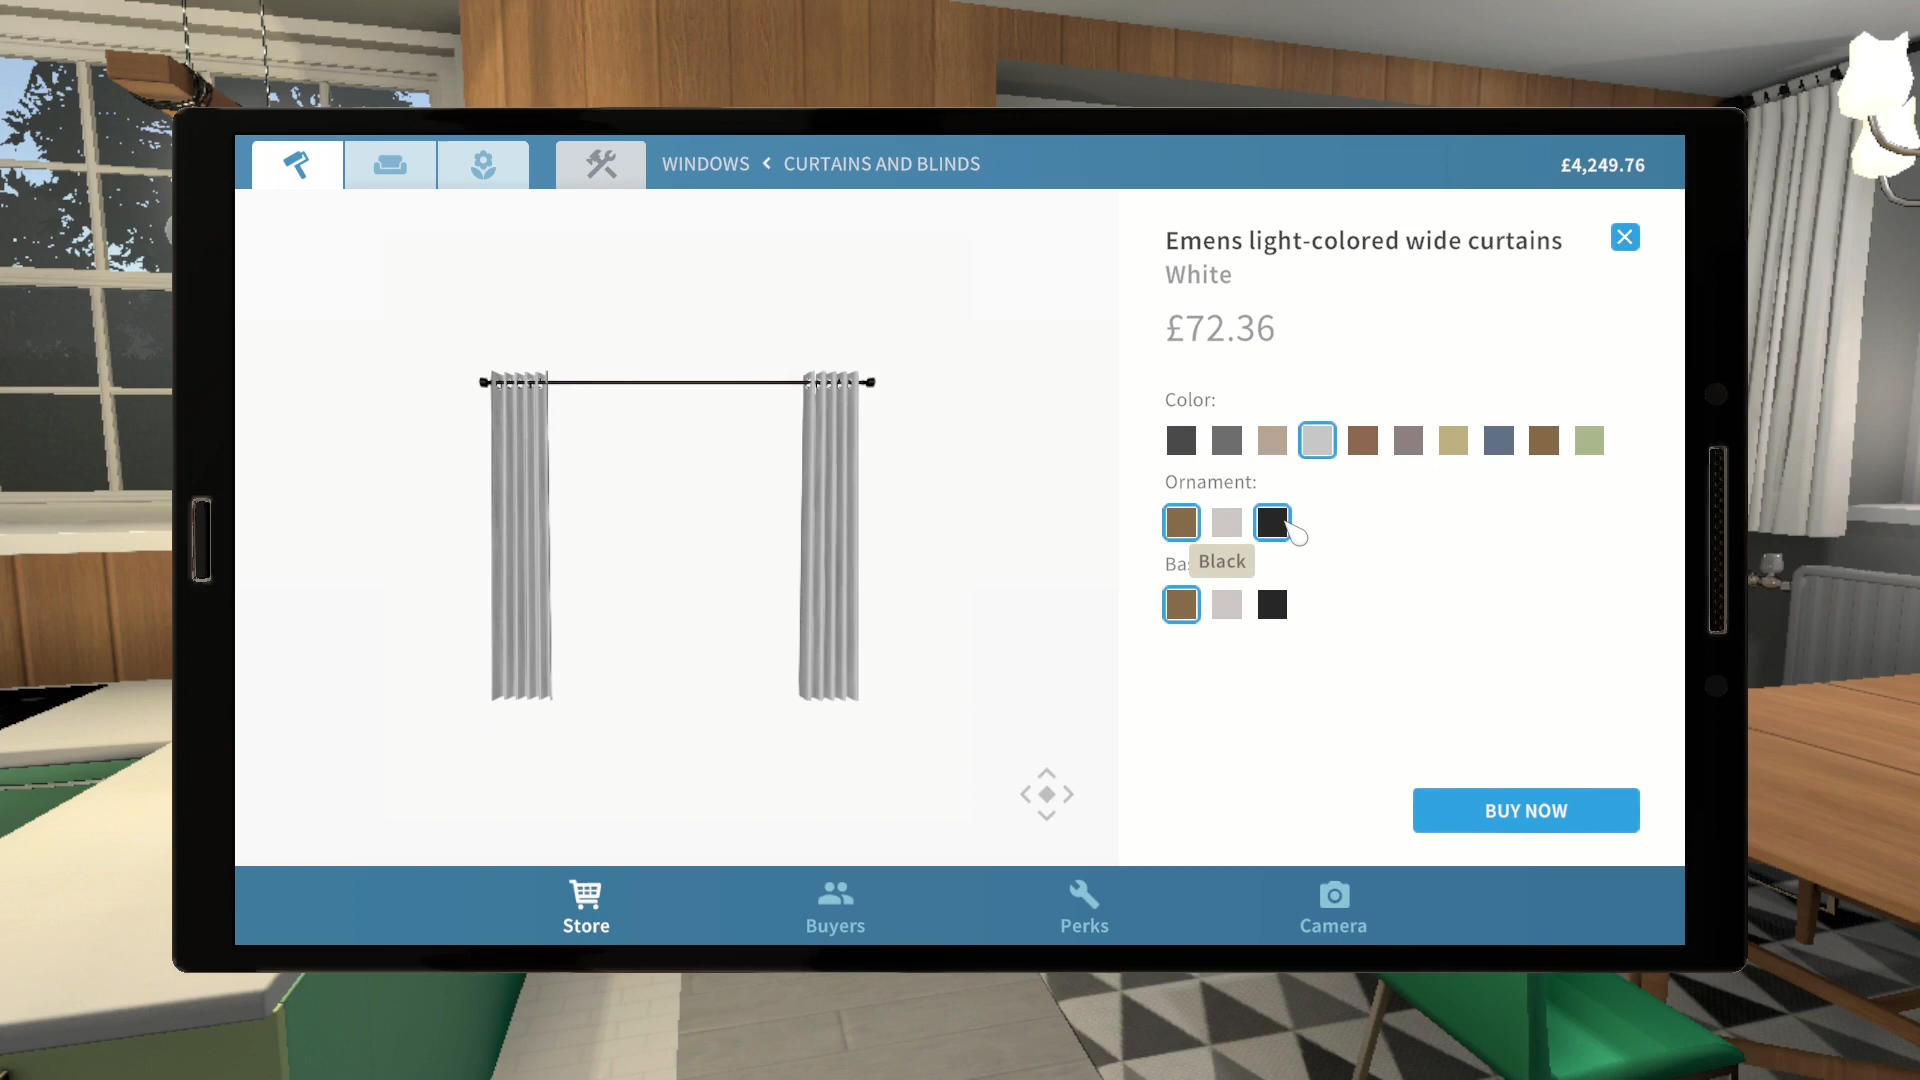 WINDOWS < CURTAINS AND BLINDS
£4,249.76
Emens light-colored wide curtains
White
£72.36
Color:
Ornament:
Black
Ba
BUY NOW
Store
Buyers
Perks
Camera